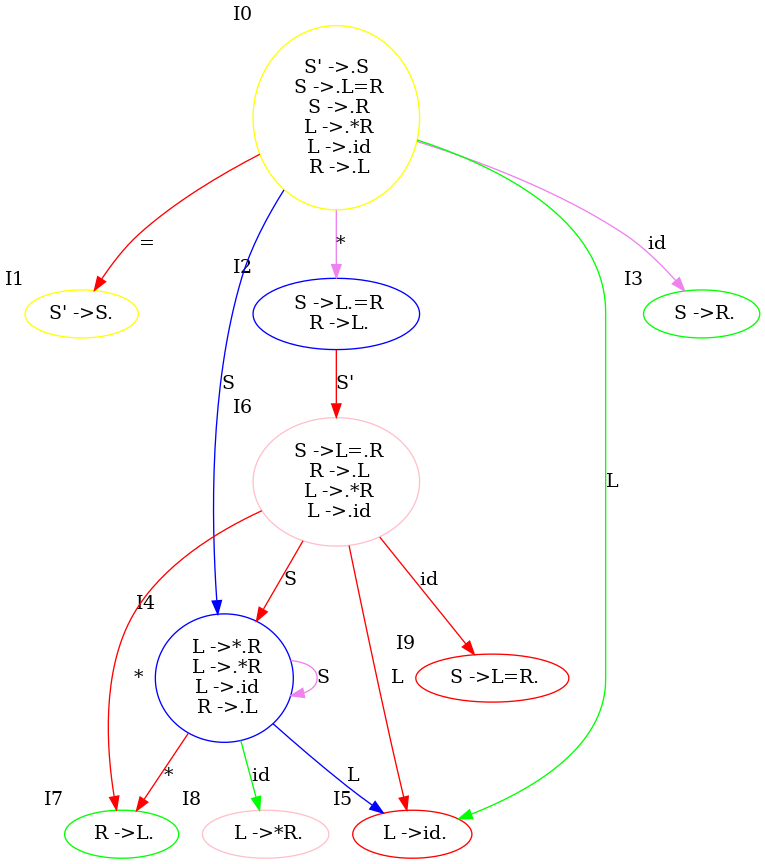 I0
S' ->.S
S ->.L=R
S ->.R
L ->.*R
L ->.id
R ->.L
=
*
id
I1
S' ->S.
I2
S ->L.=R
R ->L.
I3
S ->R.
S
S'
I6
S ->L=.R
R ->.L
L ->.*R
L ->.id
L
S
id
I4
L ->*.R
L ->.*R
L ->.id
R ->.L
*
S
L
I9
S ->L=R.
*
id
L
I7
R ->L.
I8
L ->*R.
I5
L ->id.